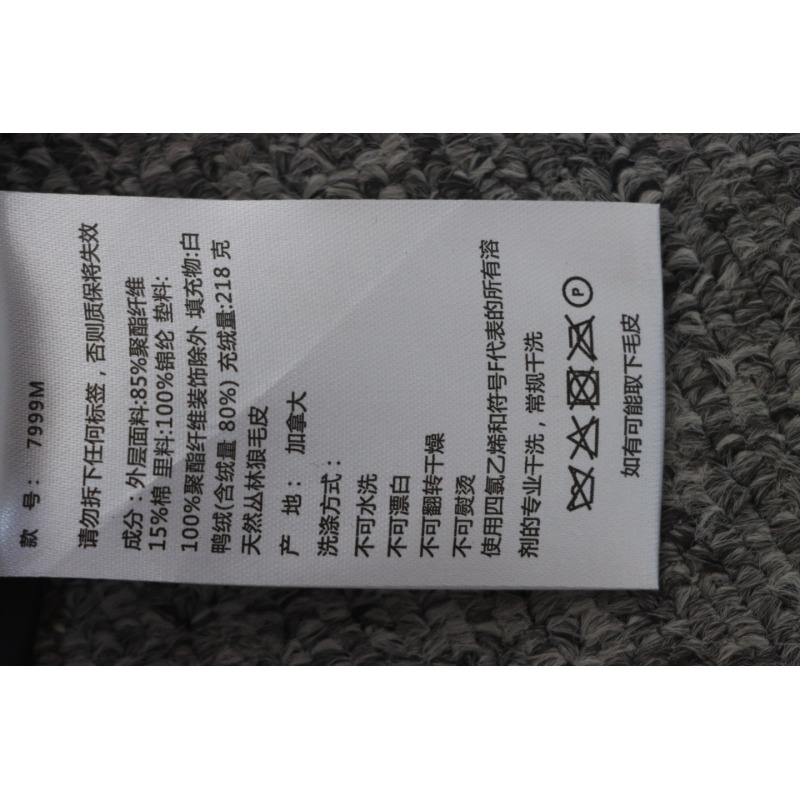 款 号: 7999M
请勿拆下任何标签，否则质保将失效
成分:外层面料:85%聚酯纤维
15%棉 里料:100%锦纶 垫料:
100%聚酯纤维装饰除外 填充物:白
鸭绒(含绒量 80%) 充绒量:218 克
天然丛林狼毛皮
产 地: 加拿大
洗涤方式:
不可水洗
不可漂白
不可翻转干燥
不可熨烫
使用四氯乙烯和符号F代表的所有溶
剂的专业干洗，常规干洗
P
如有可能取下毛皮